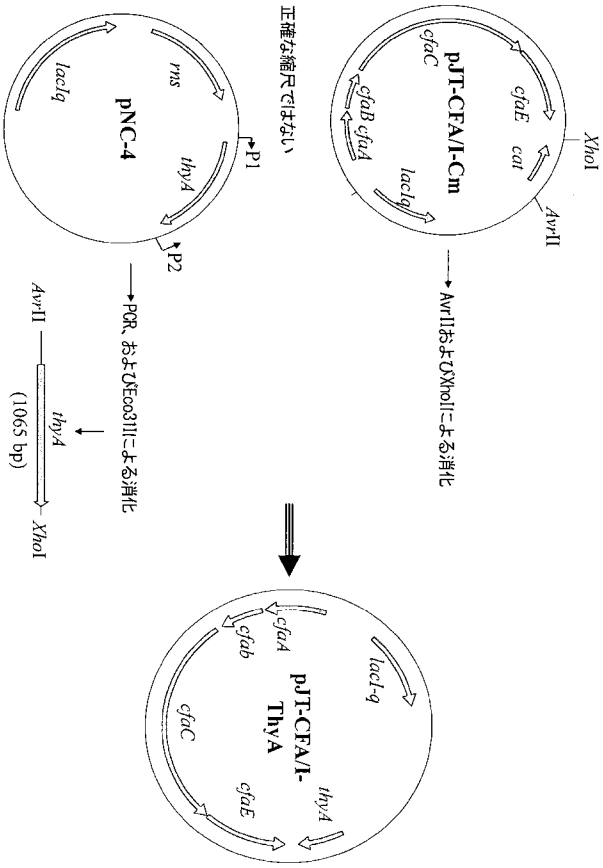 XhoI
cfaE
cat
AvrII
cfaC
pJT-CFA/I-Cm
cfaB
cfaA
lacIq
AvrIIおよびXhoIによる消化
正確な縮尺ではない
rns
P1
thyA
pNC-4
lacIq
P2
PCR、およびEco31Iによる消化
AvrII
thyA
XhoI
(1065 bp)
lacI-q
cfaA
cfab
pJT-CFA/I-
ThyA
thyA
cfaC
cfaE